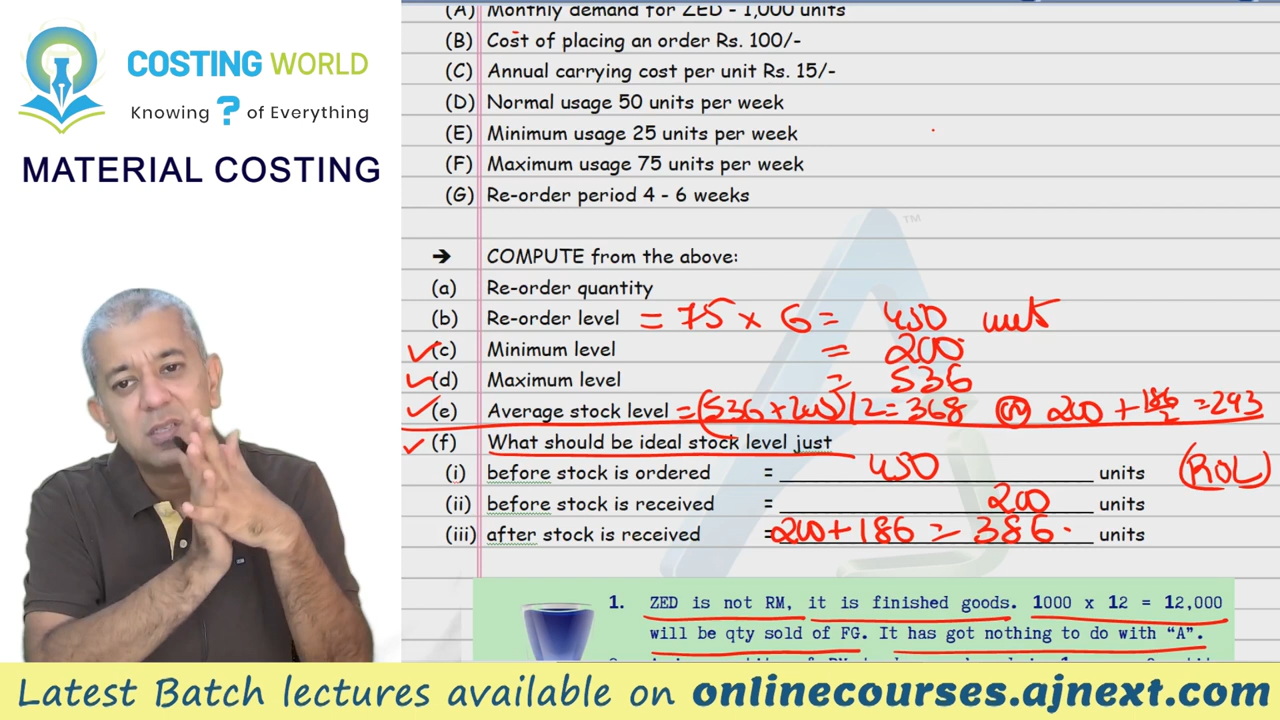 COSTING WORLD
Knowing ? of Everything
MATERIAL COSTING
(A) Monthly demand for ZED - 1,000 units
(B) Cost of placing an order Rs. 100/-
(C) Annual carrying cost per unit Rs. 15/-
(D) Normal usage 50 units per week
(E) Minimum usage 25 units per week
(F) Maximum usage 75 units per week
(G) Re-order period 4 - 6 weeks
TM
➔ COMPUTE from the above:
(a) Re-order quantity
(b) Re-order level = 75 x 6 = 450 units
(c) Minimum level = 200
(d) Maximum level = 536
(e) Average stock level = (536+200)/2 = 368 or 200 + 186/2 = 293
(f) What should be ideal stock level just
(i) before stock is ordered = 450 units (ROL)
(ii) before stock is received = 200 units
(iii) after stock is received = 200+186 = 386 units
1. ZED is not RM, it is finished goods. 1000 x 12 = 12,000
will be qty sold of FG. It has got nothing to do with “A”.
Latest Batch lectures available on onlinecourses.ajnext.com